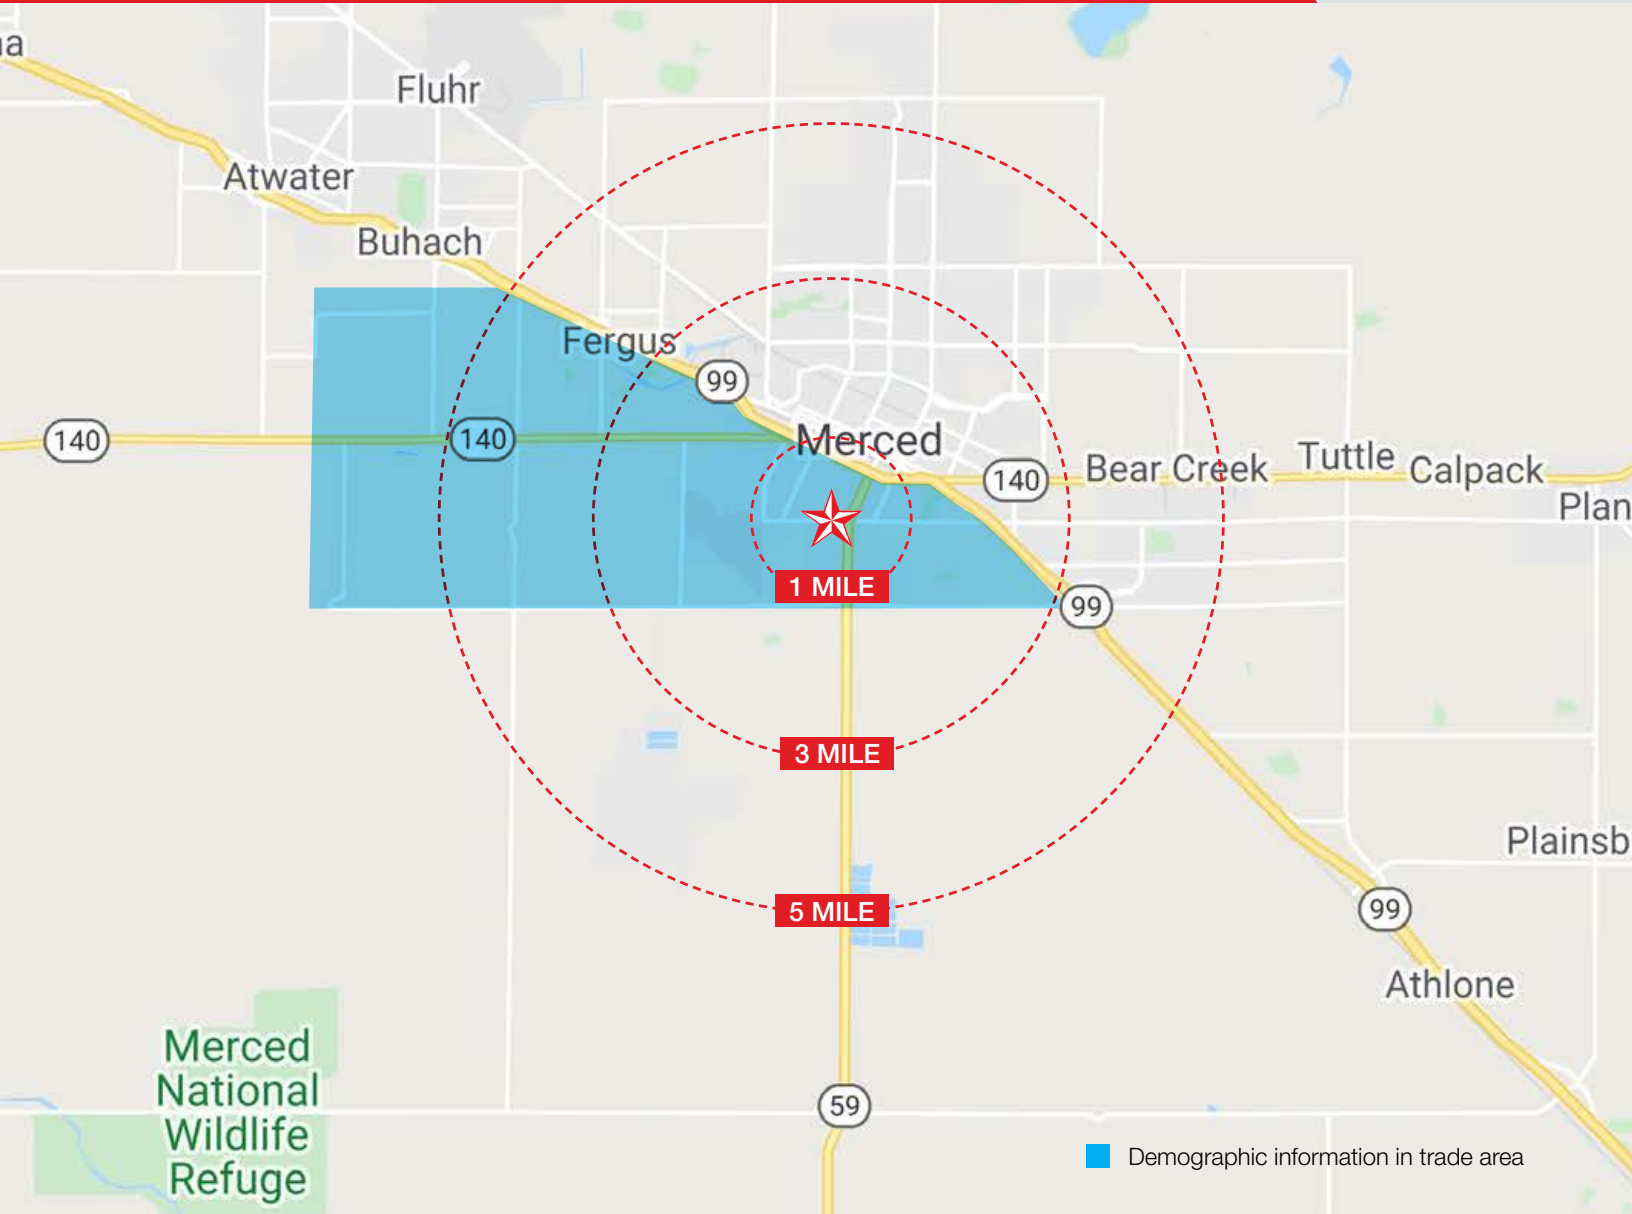 na
Fluhr
Atwater
Buhach
Fergus
99
140
140
Merced
140
Bear Creek
Tuttle
Calpack
Plan
1 MILE
99
3 MILE
Plainsb
5 MILE
99
Athlone
Merced
National
Wildlife
Refuge
59
Demographic information in trade area